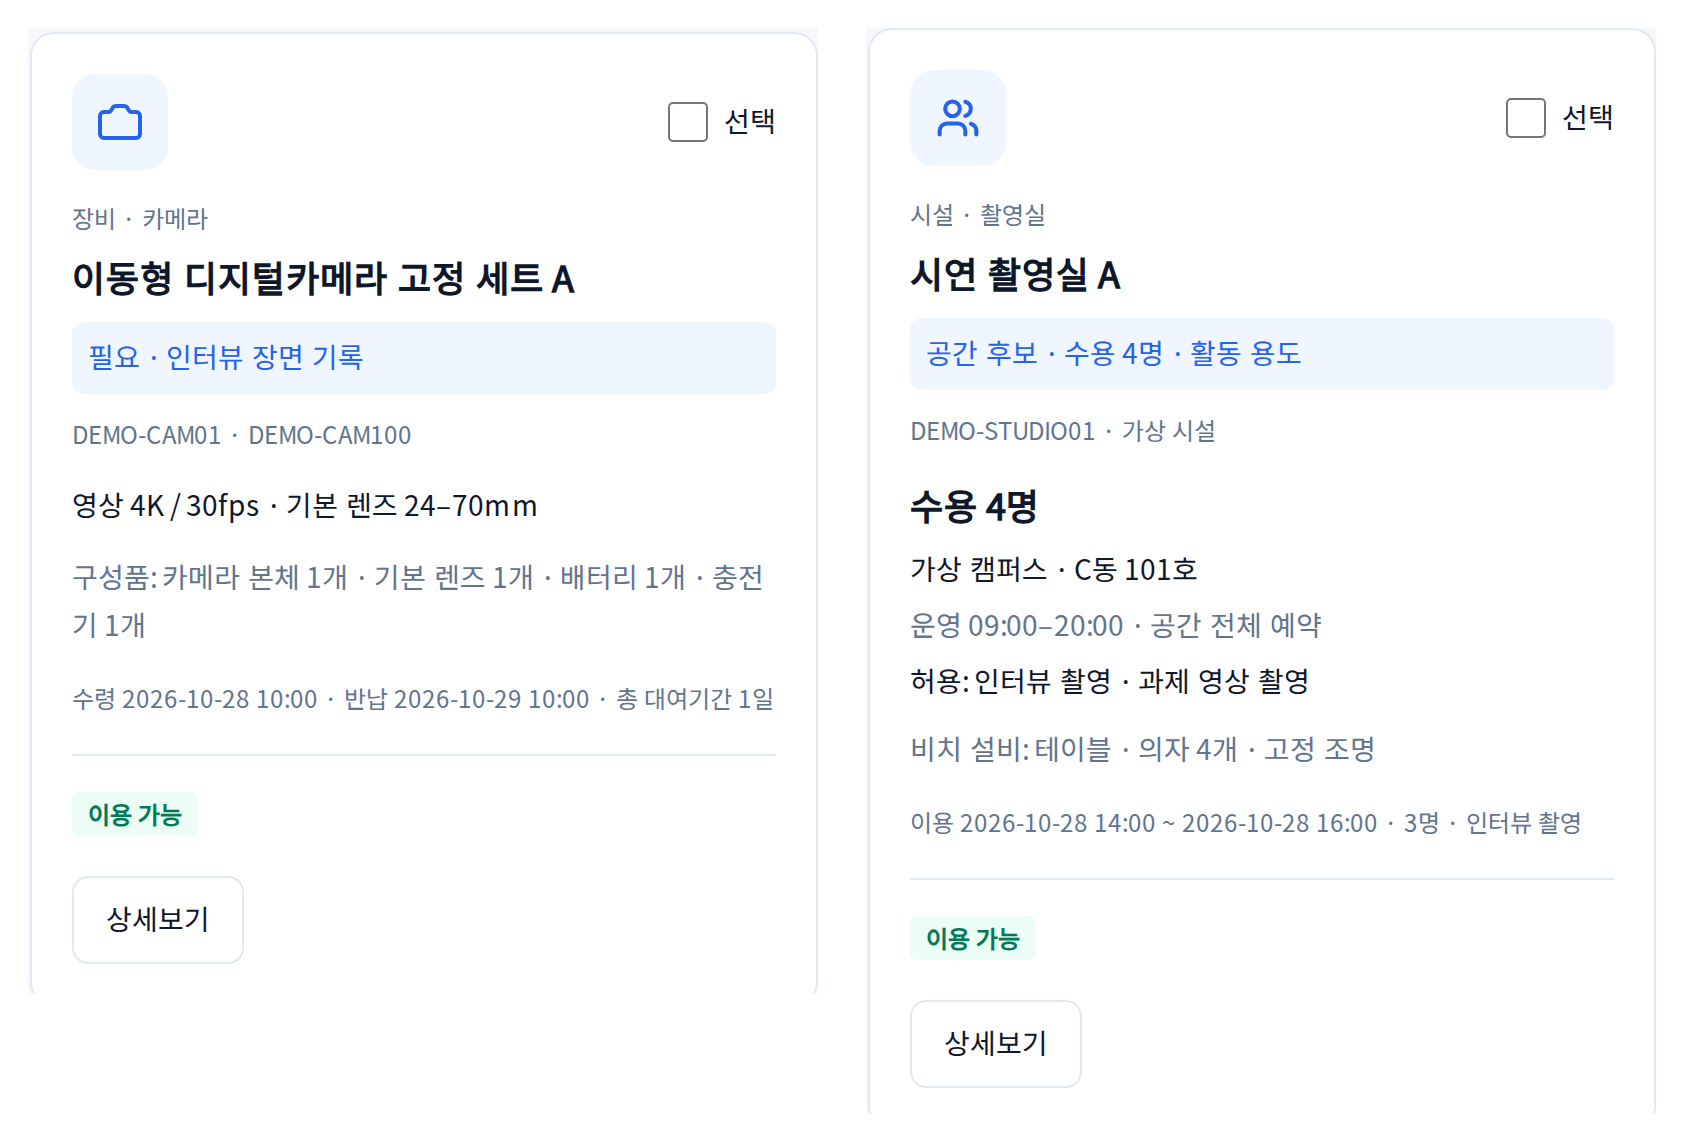 선택
장비 · 카메라
이동형 디지털카메라 고정 세트 A
필요 · 인터뷰 장면 기록
DEMO-CAM01 · DEMO-CAM100
영상 4K / 30fps · 기본 렌즈 24–70mm
구성품: 카메라 본체 1개 · 기본 렌즈 1개 · 배터리 1개 · 충전
기 1개
수령 2026-10-28 10:00 · 반납 2026-10-29 10:00 · 총 대여기간 1일
이용 가능
상세보기
선택
시설 · 촬영실
시연 촬영실 A
공간 후보 · 수용 4명 · 활동 용도
DEMO-STUDIO01 · 가상 시설
수용 4명
가상 캠퍼스 · C동 101호
운영 09:00–20:00 · 공간 전체 예약
허용: 인터뷰 촬영 · 과제 영상 촬영
비치 설비: 테이블 · 의자 4개 · 고정 조명
이용 2026-10-28 14:00 ~ 2026-10-28 16:00 · 3명 · 인터뷰 촬영
이용 가능
상세보기